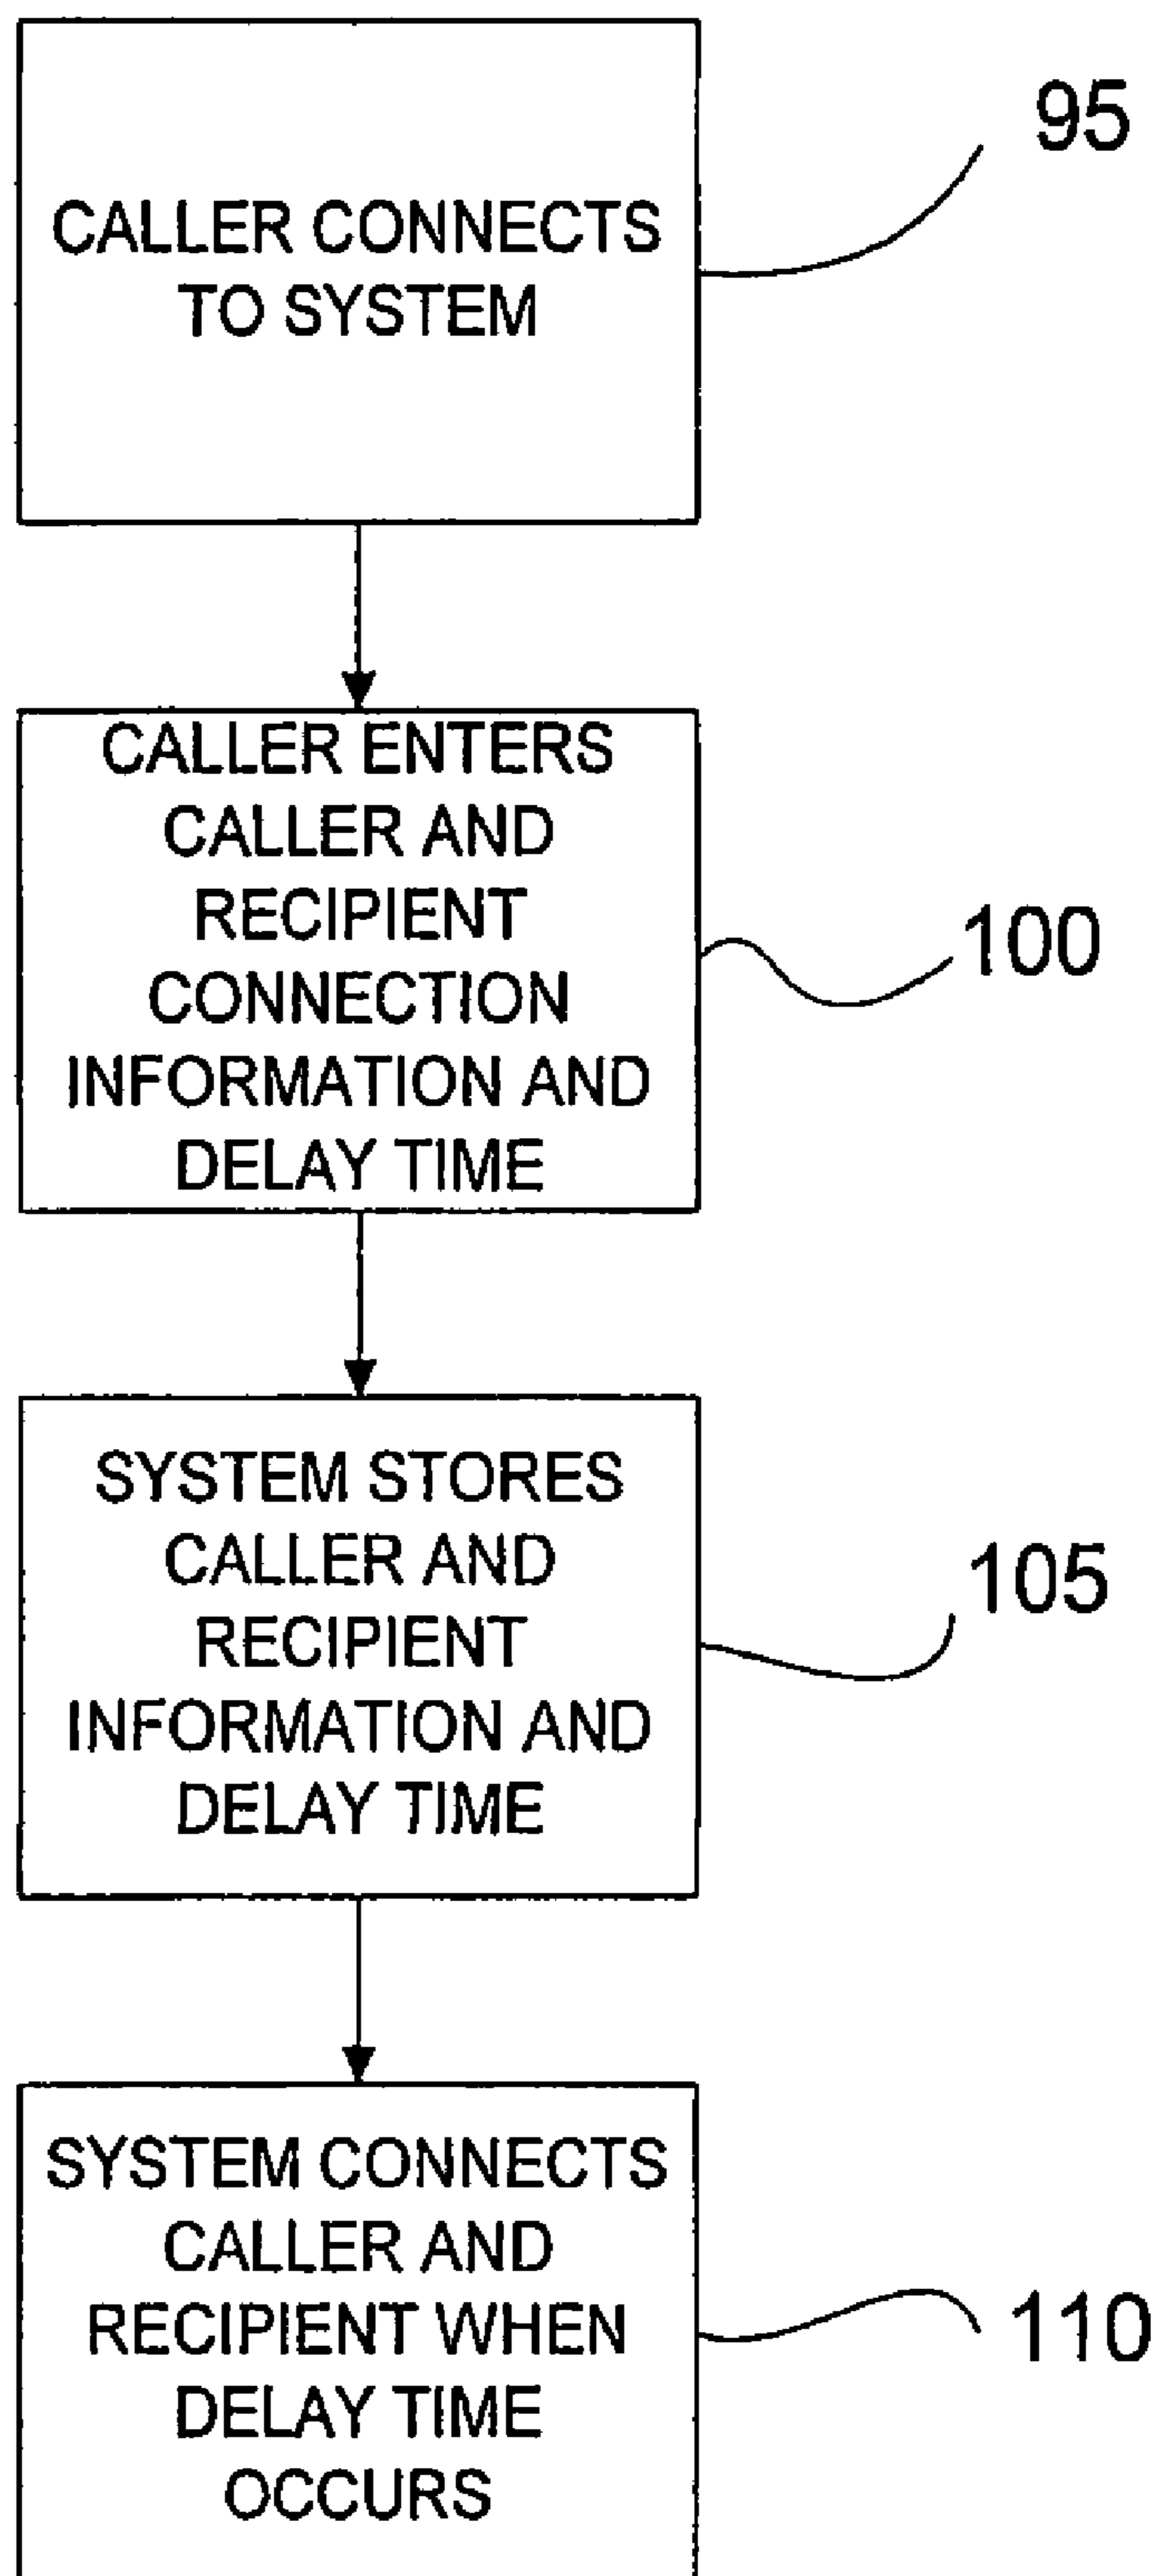 CALLER CONNECTS
TO SYSTEM
95
CALLER ENTERS
CALLER AND
RECIPIENT
CONNECTION
INFORMATION AND
DELAY TIME
100
SYSTEM STORES
CALLER AND
RECIPIENT
INFORMATION AND
DELAY TIME
105
SYSTEM CONNECTS
CALLER AND
RECIPIENT WHEN
DELAY TIME
OCCURS
110